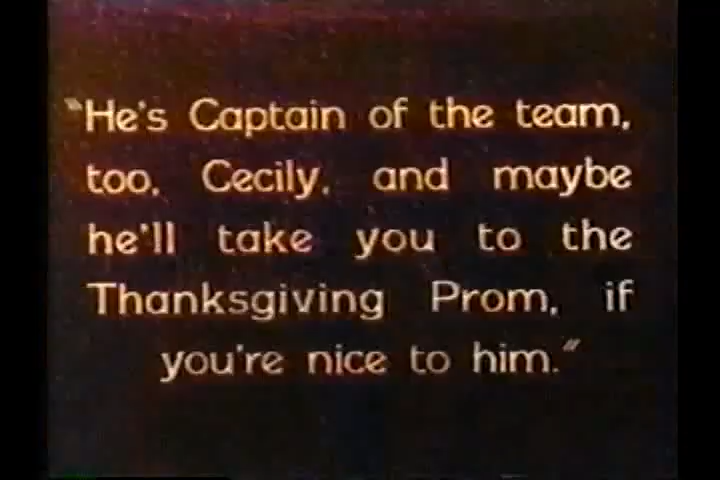 "He's Captain of the team,
too, Cecily, and maybe
he'll take you to the
Thanksgiving Prom, if
you're nice to him."